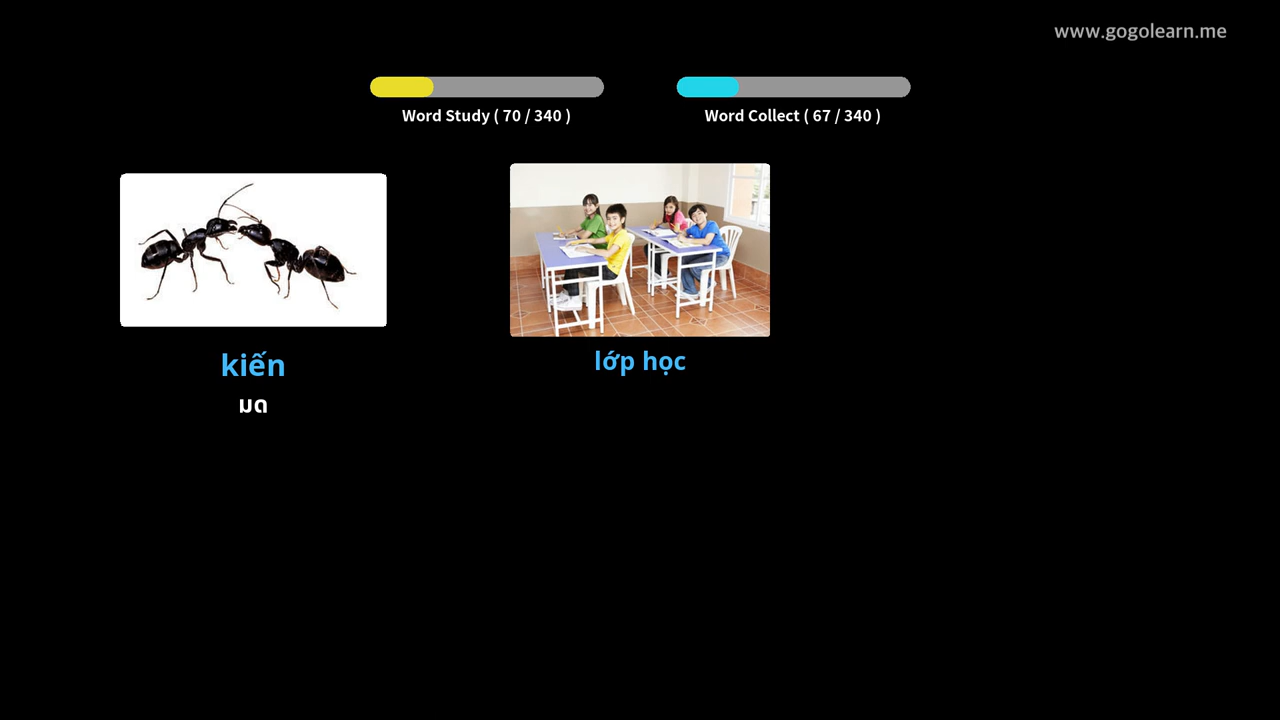 www.gogolearn.me
Word Study ( 70 / 340 )
Word Collect ( 67 / 340 )
kiến
มด
lớp học